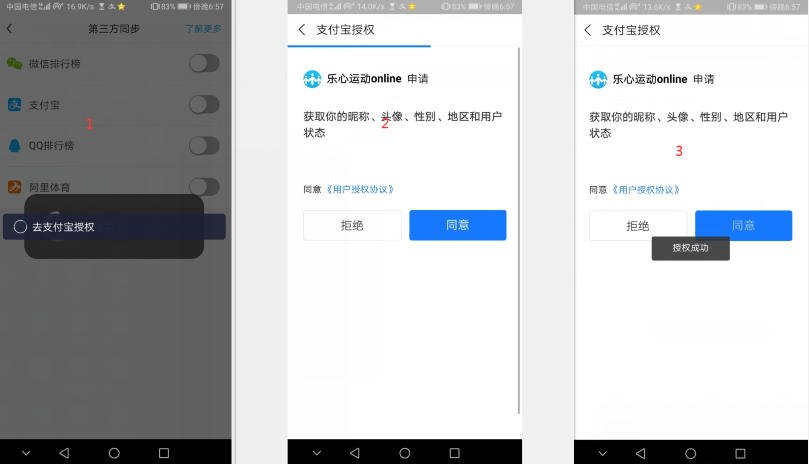 中国电信 16.9K/s 83% 傍晚6:57
第三方同步 了解更多
微信排行榜
支付宝
1
QQ排行榜
阿里体育
去支付宝授权
中国电信 14.0K/s 83% 傍晚6:57
支付宝授权
乐心运动online 申请
获取你的昵称、头像、性别、地区和用户
状态
2
同意《用户授权协议》
拒绝 同意
中国电信 13.6K/s 83% 傍晚6:57
支付宝授权
乐心运动online 申请
获取你的昵称、头像、性别、地区和用户
状态
3
同意《用户授权协议》
拒绝 同意
授权成功